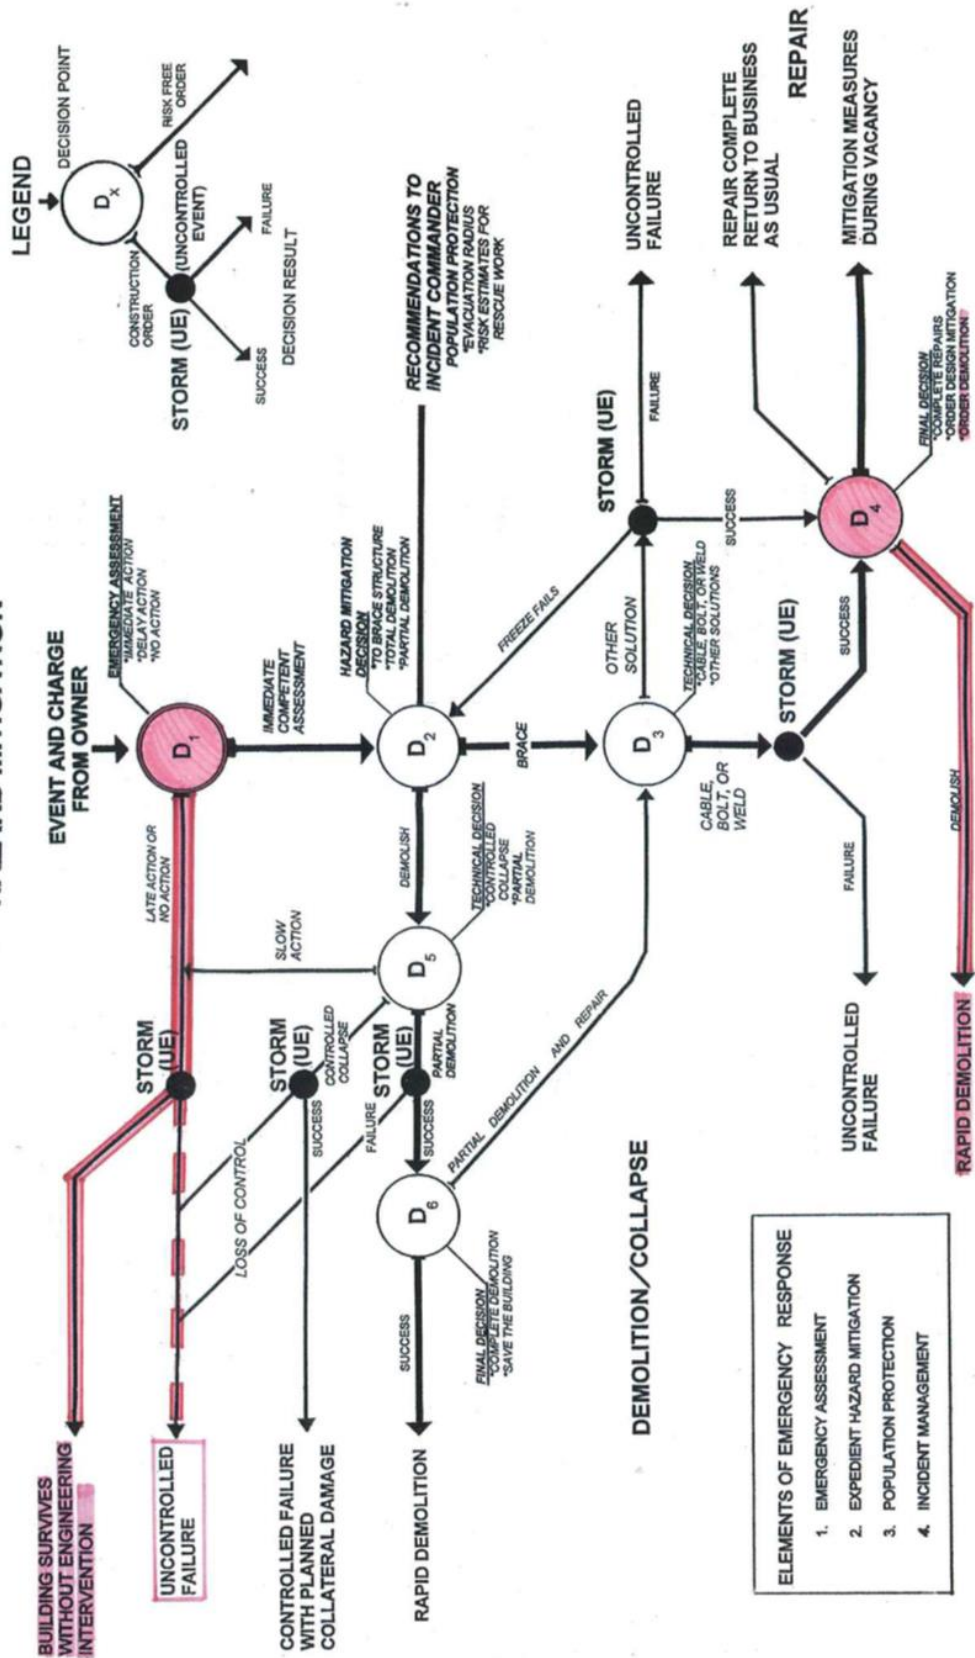 LEGEND
DECISION POINT
D
X
CONSTRUCTION
ORDER
RISK FREE
ORDER
STORM (UE)
(UNCONTROLLED
EVENT)
SUCCESS
FAILURE
DECISION RESULT
EVENT AND CHARGE
FROM OWNER
EMERGENCY ASSESSMENT
*IMMEDIATE ACTION
*DELAY ACTION
*NO ACTION
D1
LATE ACTION OR
NO ACTION
IMMEDIATE
COMPETENT
ASSESSMENT
STORM
(UE)
BUILDING SURVIVES
WITHOUT ENGINEERING
INTERVENTION
UNCONTROLLED
FAILURE
SLOW
ACTION
HAZARD MITIGATION
DECISION
*TO BRACE STRUCTURE
*TOTAL DEMOLITION
*PARTIAL DEMOLITION
RECOMMENDATIONS TO
INCIDENT COMMANDER
POPULATION PROTECTION
*EVACUATION RADIUS
*RISK ESTIMATES FOR
RESCUE WORK
D2
DEMOLISH
BRACE
FREEZE FAILS
TECHNICAL DECISION
*CONTROLLED
COLLAPSE
*PARTIAL
DEMOLITION
D5
STORM
(UE)
CONTROLLED
COLLAPSE
SUCCESS
LOSS OF CONTROL
CONTROLLED FAILURE
WITH PLANNED
COLLATERAL DAMAGE
STORM
(UE)
PARTIAL
DEMOLITION
FAILURE
SUCCESS
D6
FINAL DECISION
*COMPLETE DEMOLITION
*SAVE THE BUILDING
SUCCESS
RAPID DEMOLITION
PARTIAL DEMOLITION AND REPAIR
D3
OTHER
SOLUTION
TECHNICAL DECISION
*CABLE, BOLT, OR WELD
*OTHER SOLUTIONS
STORM (UE)
FAILURE
UNCONTROLLED
FAILURE
SUCCESS
CABLE,
BOLT, OR
WELD
STORM (UE)
FAILURE
SUCCESS
UNCONTROLLED
FAILURE
D4
FINAL DECISION
*COMPLETE REPAIRS
*ORDER DESIGN MITIGATION
*ORDER DEMOLITION
REPAIR COMPLETE
RETURN TO BUSINESS
AS USUAL
REPAIR
MITIGATION MEASURES
DURING VACANCY
DEMOLISH
RAPID DEMOLITION
DEMOLITION/COLLAPSE
ELEMENTS OF EMERGENCY RESPONSE
1. EMERGENCY ASSESSMENT
2. EXPEDIENT HAZARD MITIGATION
3. POPULATION PROTECTION
4. INCIDENT MANAGEMENT